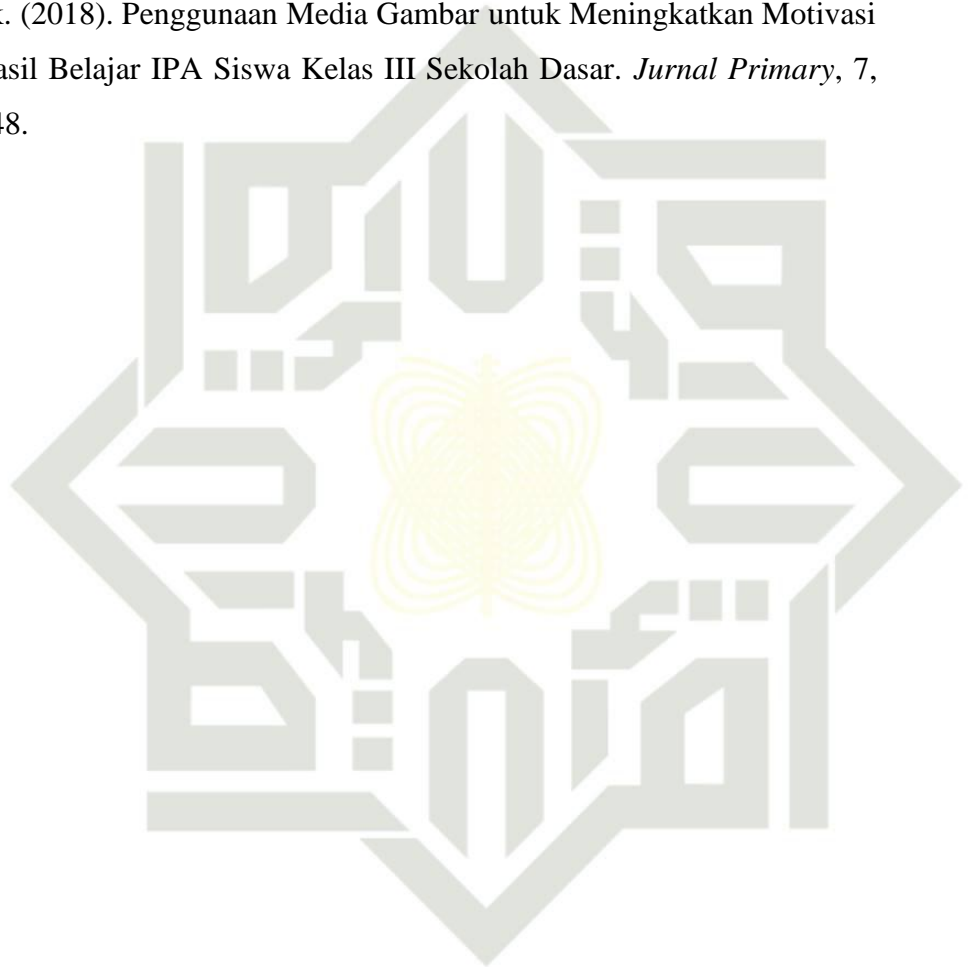 k. (2018). Penggunaan Media Gambar untuk Meningkatkan Motivasi
asil Belajar IPA Siswa Kelas III Sekolah Dasar. Jurnal Primary, 7,
48.